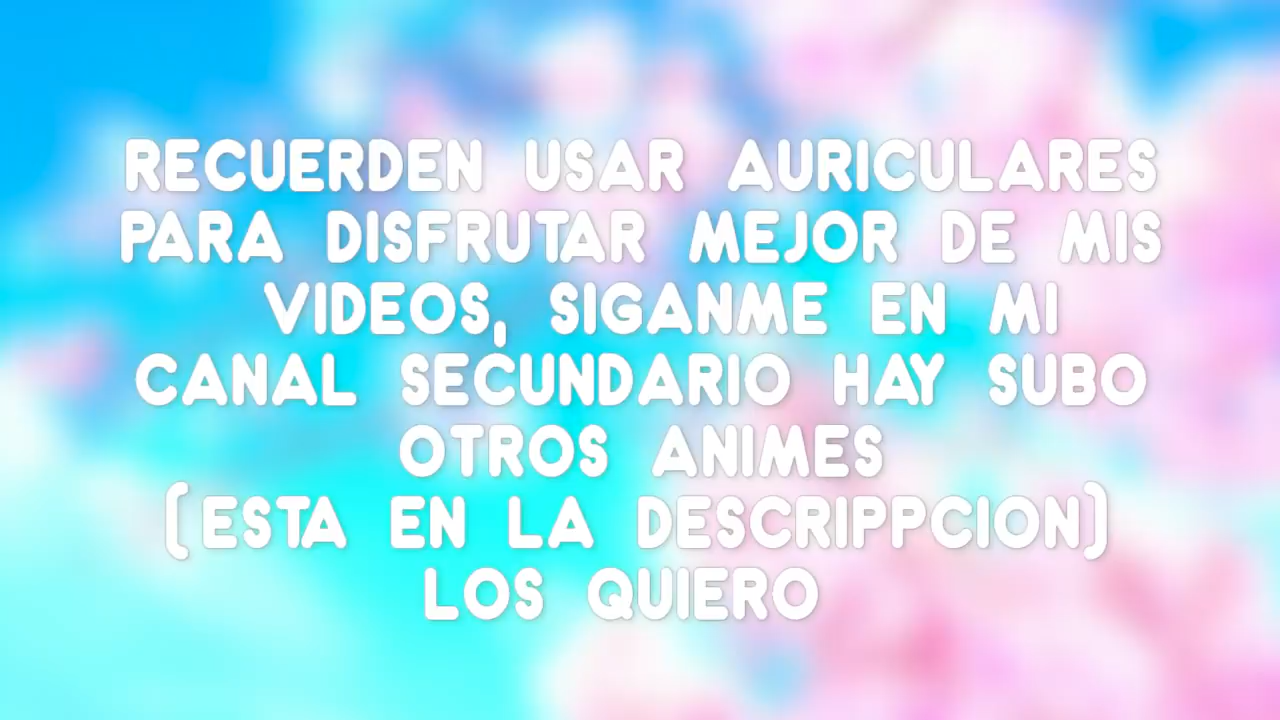 RECUERDEN USAR AURICULARES
PARA DISFRUTAR MEJOR DE MIS
VIDEOS, SIGANME EN MI
CANAL SECUNDARIO HAY SUBO
OTROS ANIMES
(ESTA EN LA DESCRIPPCION)
LOS QUIERO